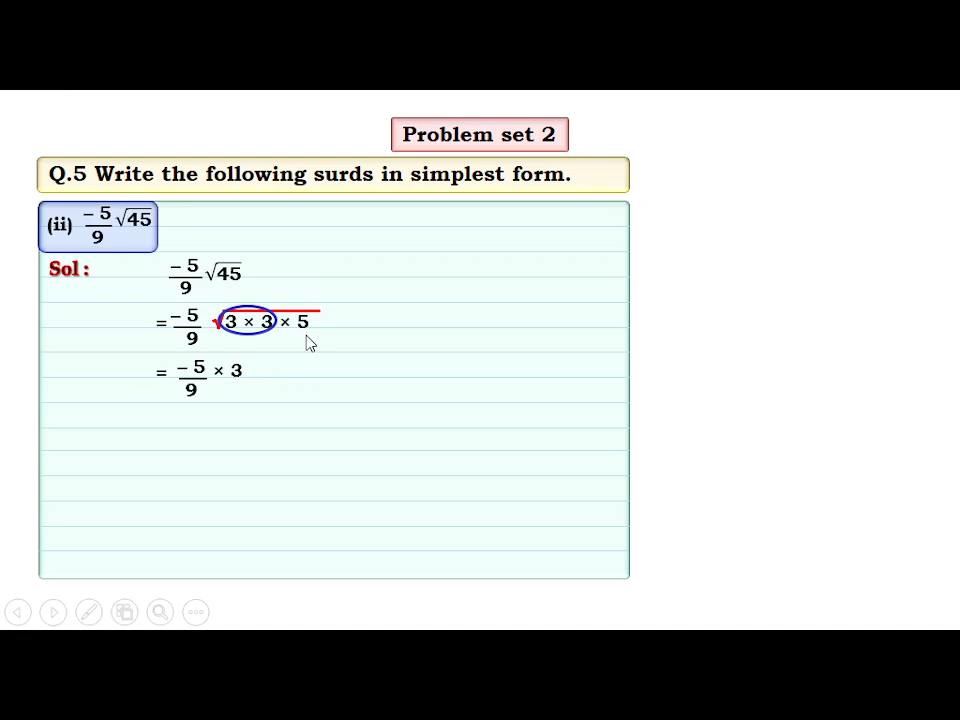 Problem set 2
Q.5 Write the following surds in simplest form.
(ii) – 5/9 √45
Sol : – 5/9 √45
= – 5/9 √3 × 3 × 5
= – 5/9 × 3